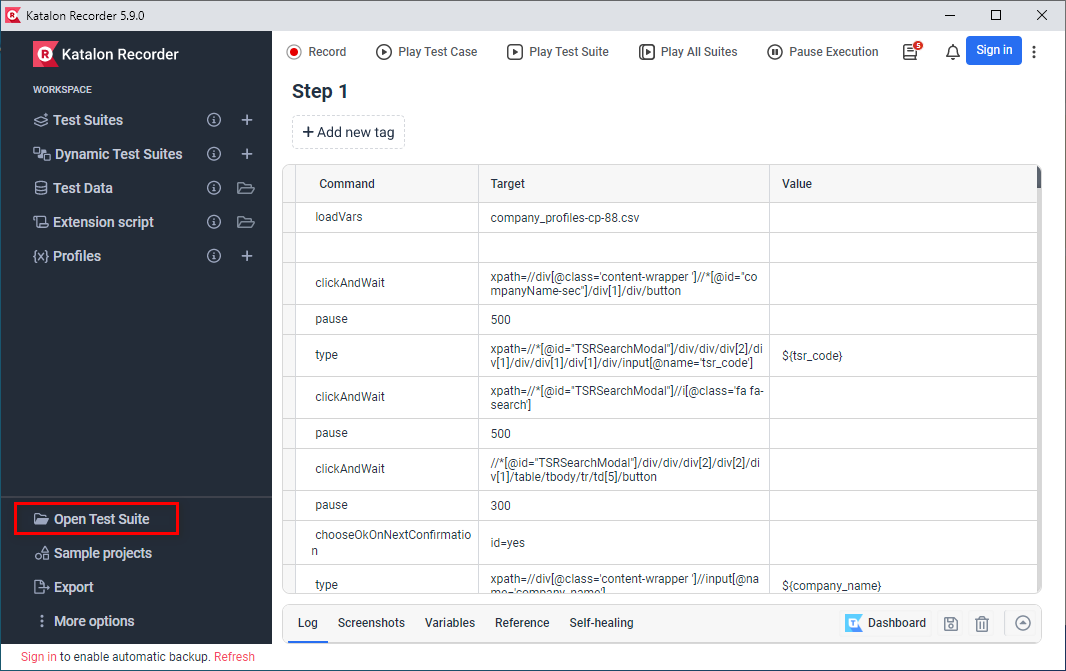 Katalon Recorder 5.9.0
Katalon Recorder
WORKSPACE
Test Suites
Dynamic Test Suites
Test Data
Extension script
{x} Profiles
Open Test Suite
Sample projects
Export
More options
Sign in to enable automatic backup. Refresh
Record
Play Test Case
Play Test Suite
Play All Suites
Pause Execution
5
Sign in
Step 1
+ Add new tag
Command Target Value
loadVars company_profiles-cp-88.csv
clickAndWait xpath=//div[@class='content-wrapper ']//*[@id="co
mpanyName-sec"]/div[1]/div/button
pause 500
type xpath=//*[@id="TSRSearchModal"]/div/div/div[2]/di
v[1]/div/div[1]/div[1]/div/input[@name='tsr_code'] ${tsr_code}
clickAndWait xpath=//*[@id="TSRSearchModal"]//i[@class='fa fa-
search']
pause 500
clickAndWait //*[@id="TSRSearchModal"]/div/div/div[2]/div[2]/di
v[1]/table/tbody/tr/td[5]/button
pause 300
chooseOkOnNextConfirmatio
n id=yes
type xpath=//div[@class='content-wrapper ']//input[@na
me='company_name'] ${company_name}
Log Screenshots Variables Reference Self-healing
Dashboard